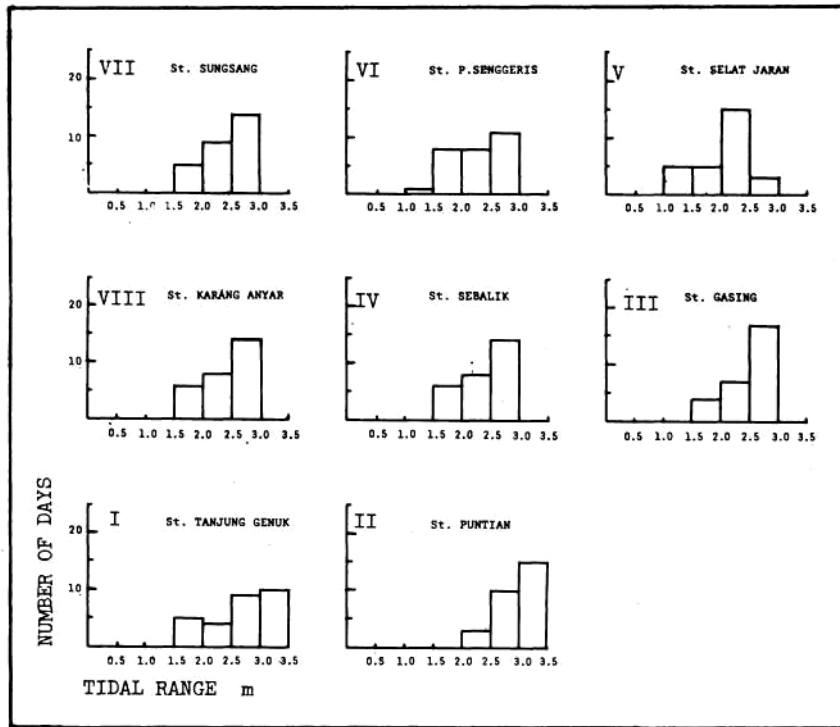 VII St. SUNGSANG
VI St. P.SENGGERIS
V St. SELAT JARAN
20
10
0.5 1.0 1.5 2.0 2.5 3.0 3.5
0.5 1.0 1.5 2.0 2.5 3.0 3.5
0.5 1.0 1.5 2.0 2.5 3.0 3.5
VIII St. KARANG ANYAR
IV St. SEBALIK
III St. GASING
20
10
0.5 1.0 1.5 2.0 2.5 3.0 3.5
0.5 1.0 1.5 2.0 2.5 3.0 3.5
0.5 1.0 1.5 2.0 2.5 3.0 3.5
NUMBER OF DAYS
I St. TANJUNG GENUK
II St. PUNTIAN
20
10
0.5 1.0 1.5 2.0 2.5 3.0 3.5
0.5 1.0 1.5 2.0 2.5 3.0 3.5
TIDAL RANGE m